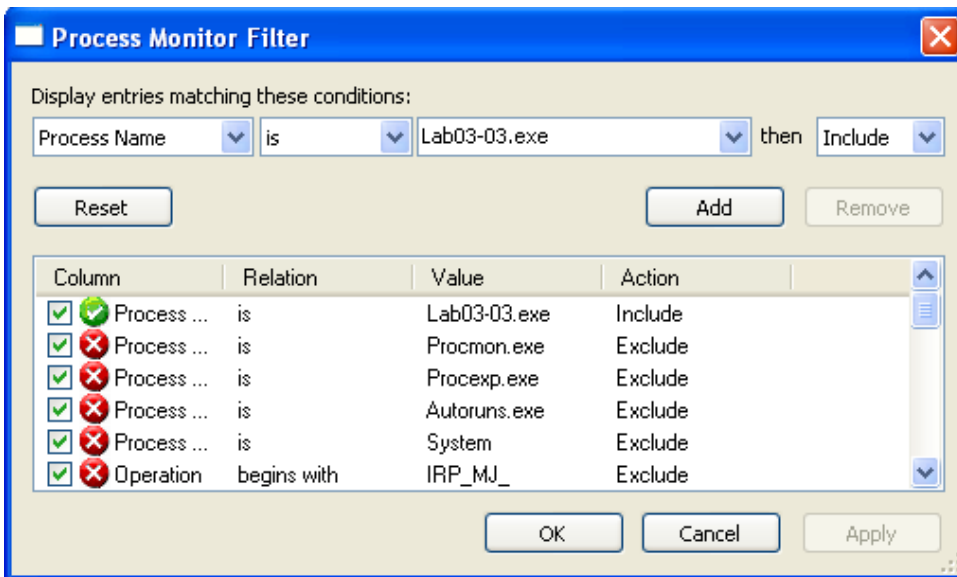 Process Monitor Filter
Display entries matching these conditions:
Process Name is Lab03-03.exe then Include
Reset Add Remove
Column Relation Value Action
Process ... is Lab03-03.exe Include
Process ... is Procmon.exe Exclude
Process ... is Procexp.exe Exclude
Process ... is Autoruns.exe Exclude
Process ... is System Exclude
Operation begins with IRP_MJ_ Exclude
OK Cancel Apply